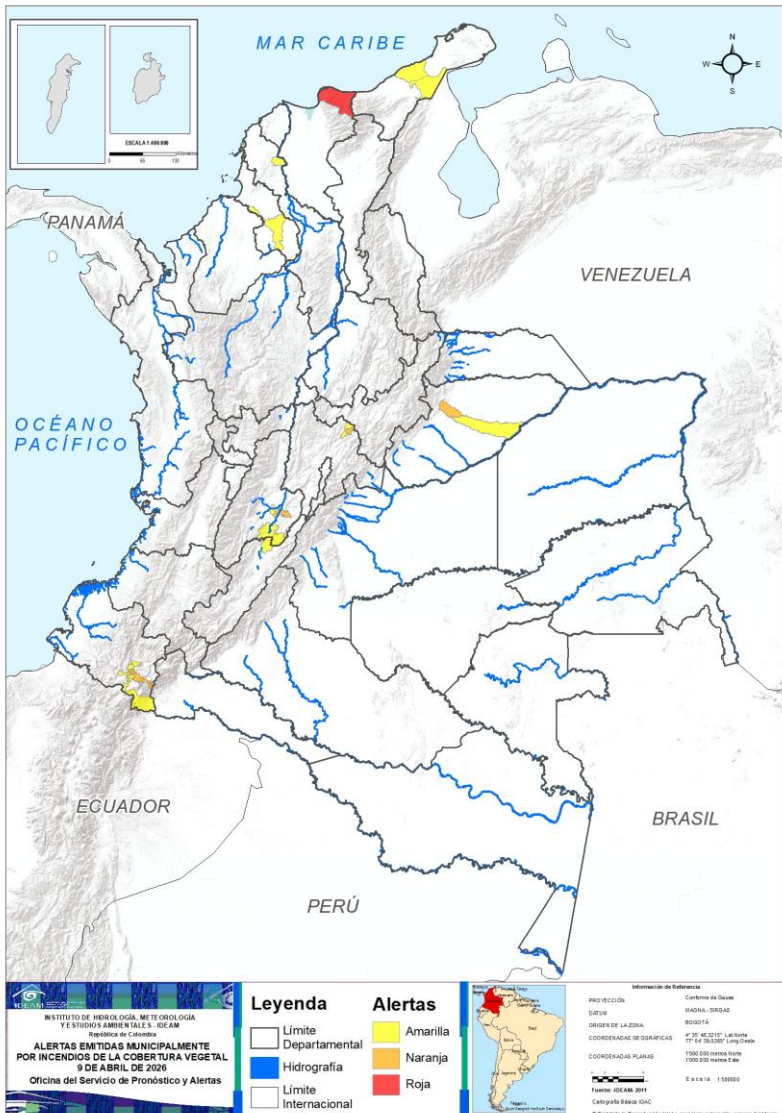 MAR CARIBE
N
W
E
S
ESCALA 1:400 000
PANAMÁ
VENEZUELA
OCÉANO
PACÍFICO
ECUADOR
BRASIL
PERÚ
IDEAM
INSTITUTO DE HIDROLOGÍA, METEOROLOGÍA
Y ESTUDIOS AMBIENTALES - IDEAM
República de Colombia
ALERTAS EMITIDAS MUNICIPALMENTE
POR INCENDIOS DE LA COBERTURA VEGETAL
9 DE ABRIL DE 2026
Oficina del Servicio de Pronóstico y Alertas
Leyenda
Límite
Departamental
Hidrografía
Límite
Internacional
Alertas
Amarilla
Naranja
Roja
Información de Referencia
PROYECCIÓN Conforme de Gauss
DATUM MAGNA - SIRGAS
ORIGEN DE LA ZONA BOGOTÁ
COORDENADAS GEOGRÁFICAS
COORDENADAS PLANAS 1'000.000 metros Norte
1'000.000 metros Este
Fuente: IDEAM 2011
Cartografía Básica IGAC